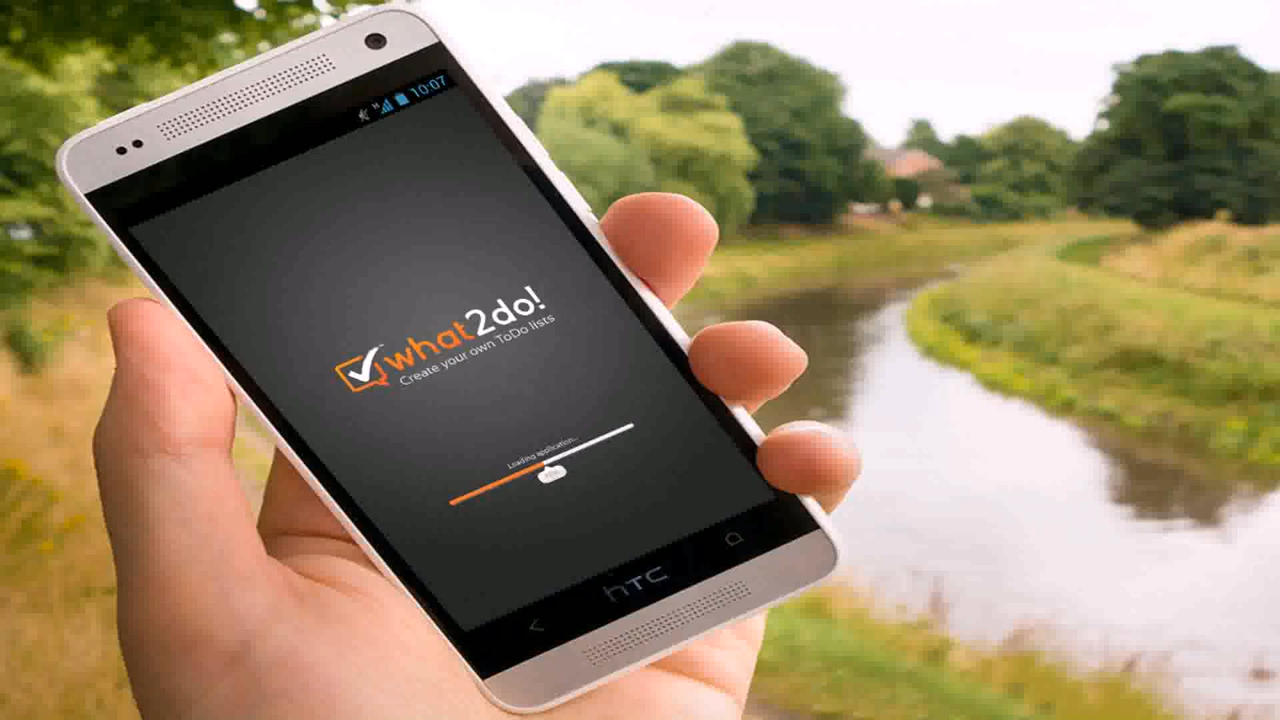 10:07
what2do!
Create your own ToDo lists
Loading application...
hTC